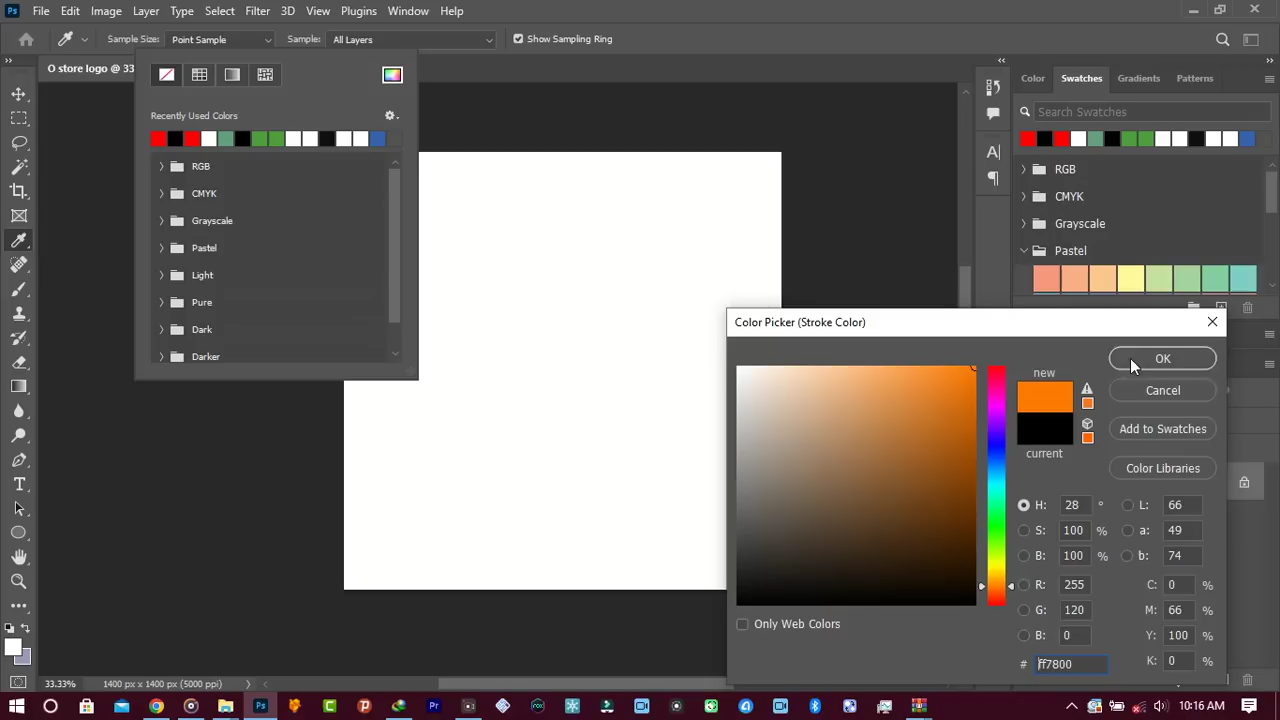 Ps File Edit Image Layer Type Select Filter 3D View Plugins Window Help
Sample Size: Point Sample Sample: All Layers Show Sampling Ring
O store logo @ 33
Recently Used Colors
RGB
CMYK
Grayscale
Pastel
Light
Pure
Dark
Darker
Color Swatches Gradients Patterns
Search Swatches
RGB
CMYK
Grayscale
Pastel
Color Picker (Stroke Color)
new
current
OK
Cancel
Add to Swatches
Color Libraries
H: 28 ° L: 66
S: 100 % a: 49
B: 100 % b: 74
R: 255 C: 0 %
G: 120 M: 66 %
B: 0 Y: 100 %
# ff7800 K: 0 %
Only Web Colors
33.33% 1400 px x 1400 px (5000 ppi)
Ps Pr 10:16 AM